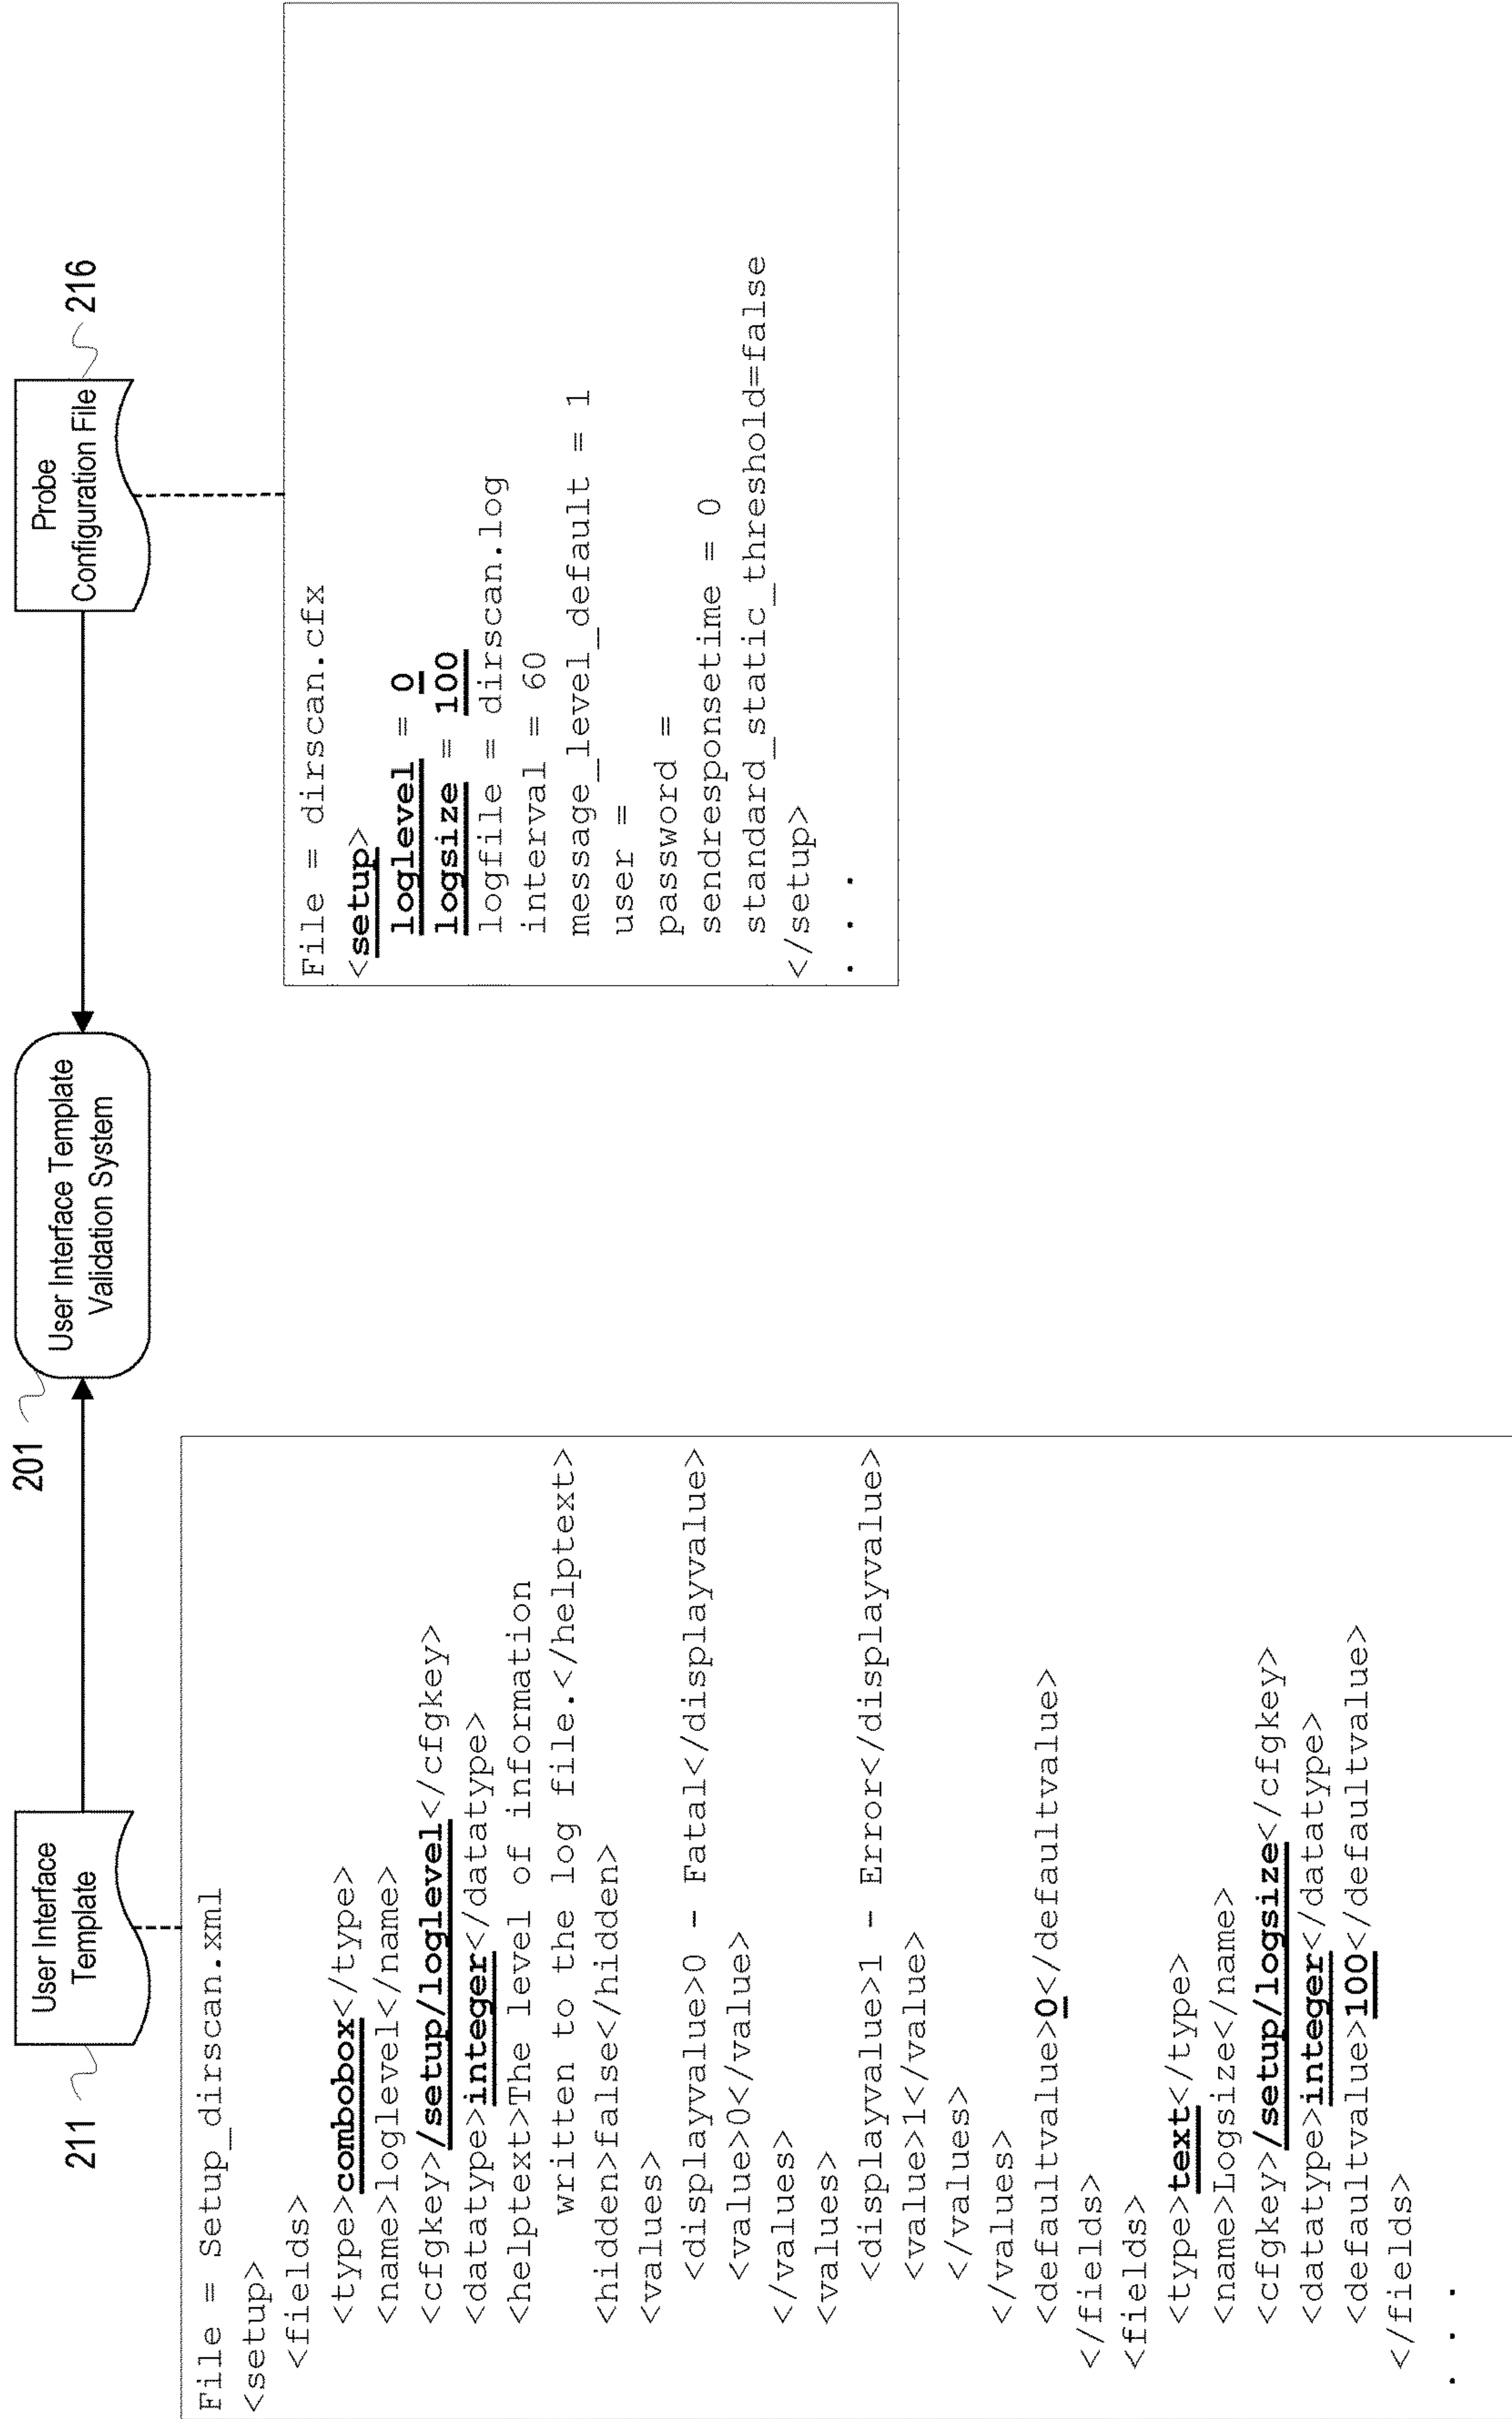 211
User Interface
Template
201
User Interface Template
Validation System
Probe
Configuration File
216
File = Setup_dirscan.xml
<setup>
<fields>
<type>combobox</type>
<name>loglevel</name>
<cfgkey>/setup/loglevel</cfgkey>
<datatype>integer</datatype>
<helptext>The level of information
written to the log file.</helptext>
<hidden>false</hidden>
<values>
<displayvalue>0 - Fatal</displayvalue>
<value>0</value>
</values>
<values>
<displayvalue>1 - Error</displayvalue>
<value>1</value>
</values>
</values>
<defaultvalue>0</defaultvalue>
</fields>
<fields>
<type>text</type>
<name>Logsize</name>
<cfgkey>/setup/logsize</cfgkey>
<datatype>integer</datatype>
<defaultvalue>100</defaultvalue>
</fields>
. . .
File = dirscan.cfx
<setup>
loglevel = 0
logsize = 100
logfile = dirscan.log
interval = 60
message_level_default = 1
user =
password =
sendresponsetime = 0
standard_static_threshold=false
</setup>
. . .